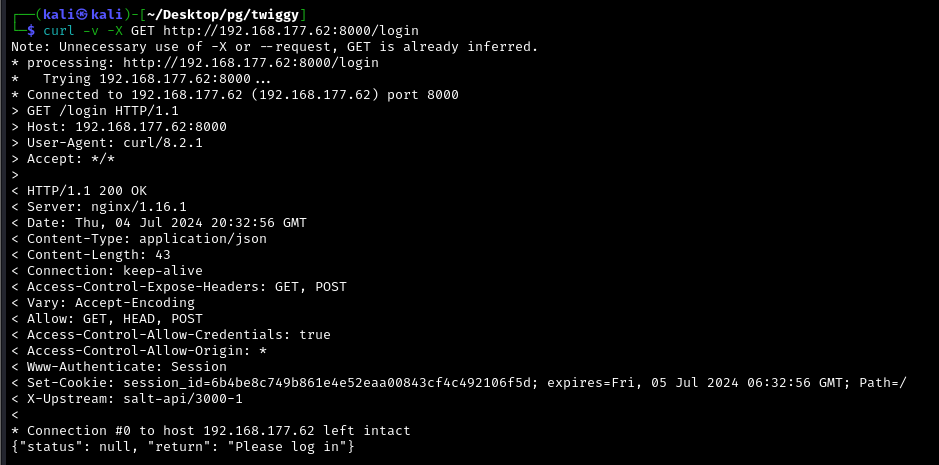 ┌──(kali㉿kali)-[~/Desktop/pg/twiggy]
└─$ curl -v -X GET http://192.168.177.62:8000/login
Note: Unnecessary use of -X or --request, GET is already inferred.
* processing: http://192.168.177.62:8000/login
*   Trying 192.168.177.62:8000...
* Connected to 192.168.177.62 (192.168.177.62) port 8000
> GET /login HTTP/1.1
> Host: 192.168.177.62:8000
> User-Agent: curl/8.2.1
> Accept: */*
>
< HTTP/1.1 200 OK
< Server: nginx/1.16.1
< Date: Thu, 04 Jul 2024 20:32:56 GMT
< Content-Type: application/json
< Content-Length: 43
< Connection: keep-alive
< Access-Control-Expose-Headers: GET, POST
< Vary: Accept-Encoding
< Allow: GET, HEAD, POST
< Access-Control-Allow-Credentials: true
< Access-Control-Allow-Origin: *
< Www-Authenticate: Session
< Set-Cookie: session_id=6b4be8c749b861e4e52eaa00843cf4c492106f5d; expires=Fri, 05 Jul 2024 06:32:56 GMT; Path=/
< X-Upstream: salt-api/3000-1
<
* Connection #0 to host 192.168.177.62 left intact
{"status": null, "return": "Please log in"}